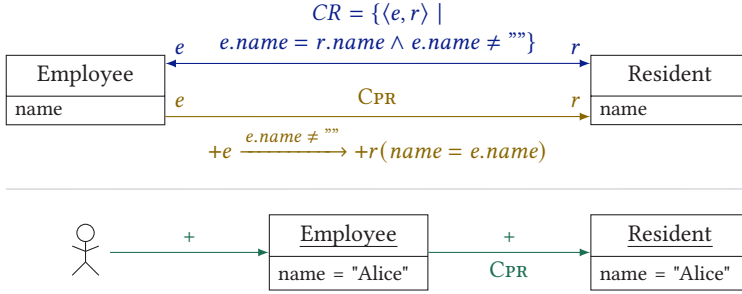 CR = {⟨e, r⟩ |
e.name = r.name ∧ e.name ≠ ””}
e r
Employee Resident
name name
e CPR r
e.name ≠ ””
+e ⟶ +r(name = e.name)
+ Employee + Resident
name = "Alice" CPR name = "Alice"